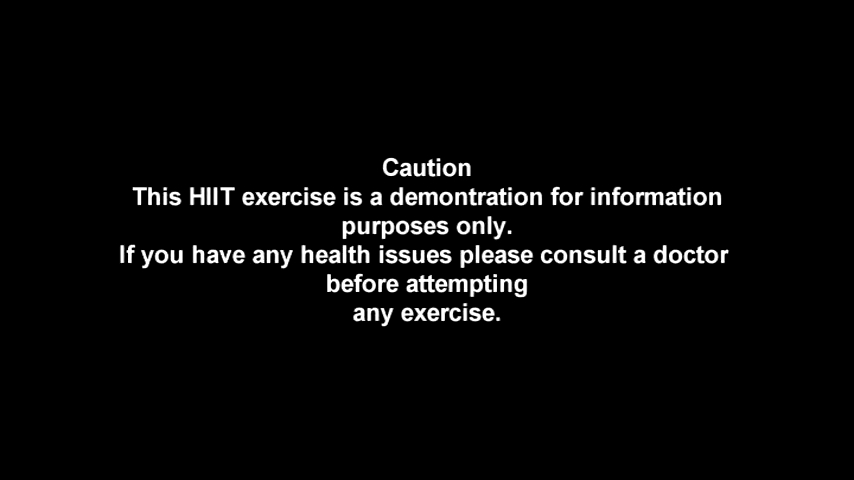 Caution
This HIIT exercise is a demontration for information
purposes only.
If you have any health issues please consult a doctor
before attempting
any exercise.